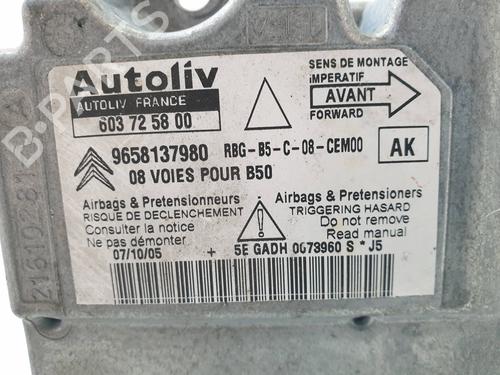 Autoliv
AUTOLIV FRANCE
603 72 58 00
SENS DE MONTAGE
IMPERATIF
AVANT
FORWARD
9658137980
RBG-B5-C-08-CEM00
AK
08 VOIES POUR B50
Airbags & Pretensionneurs
RISQUE DE DECLENCHEMENT
Consulter la notice
Ne pas démonter
07/10/05
Airbags & Pretensioners
TRIGGERING HASARD
Do not remove
Read manual
+ 5E GADH 0073960 S * J5
B-PARTS